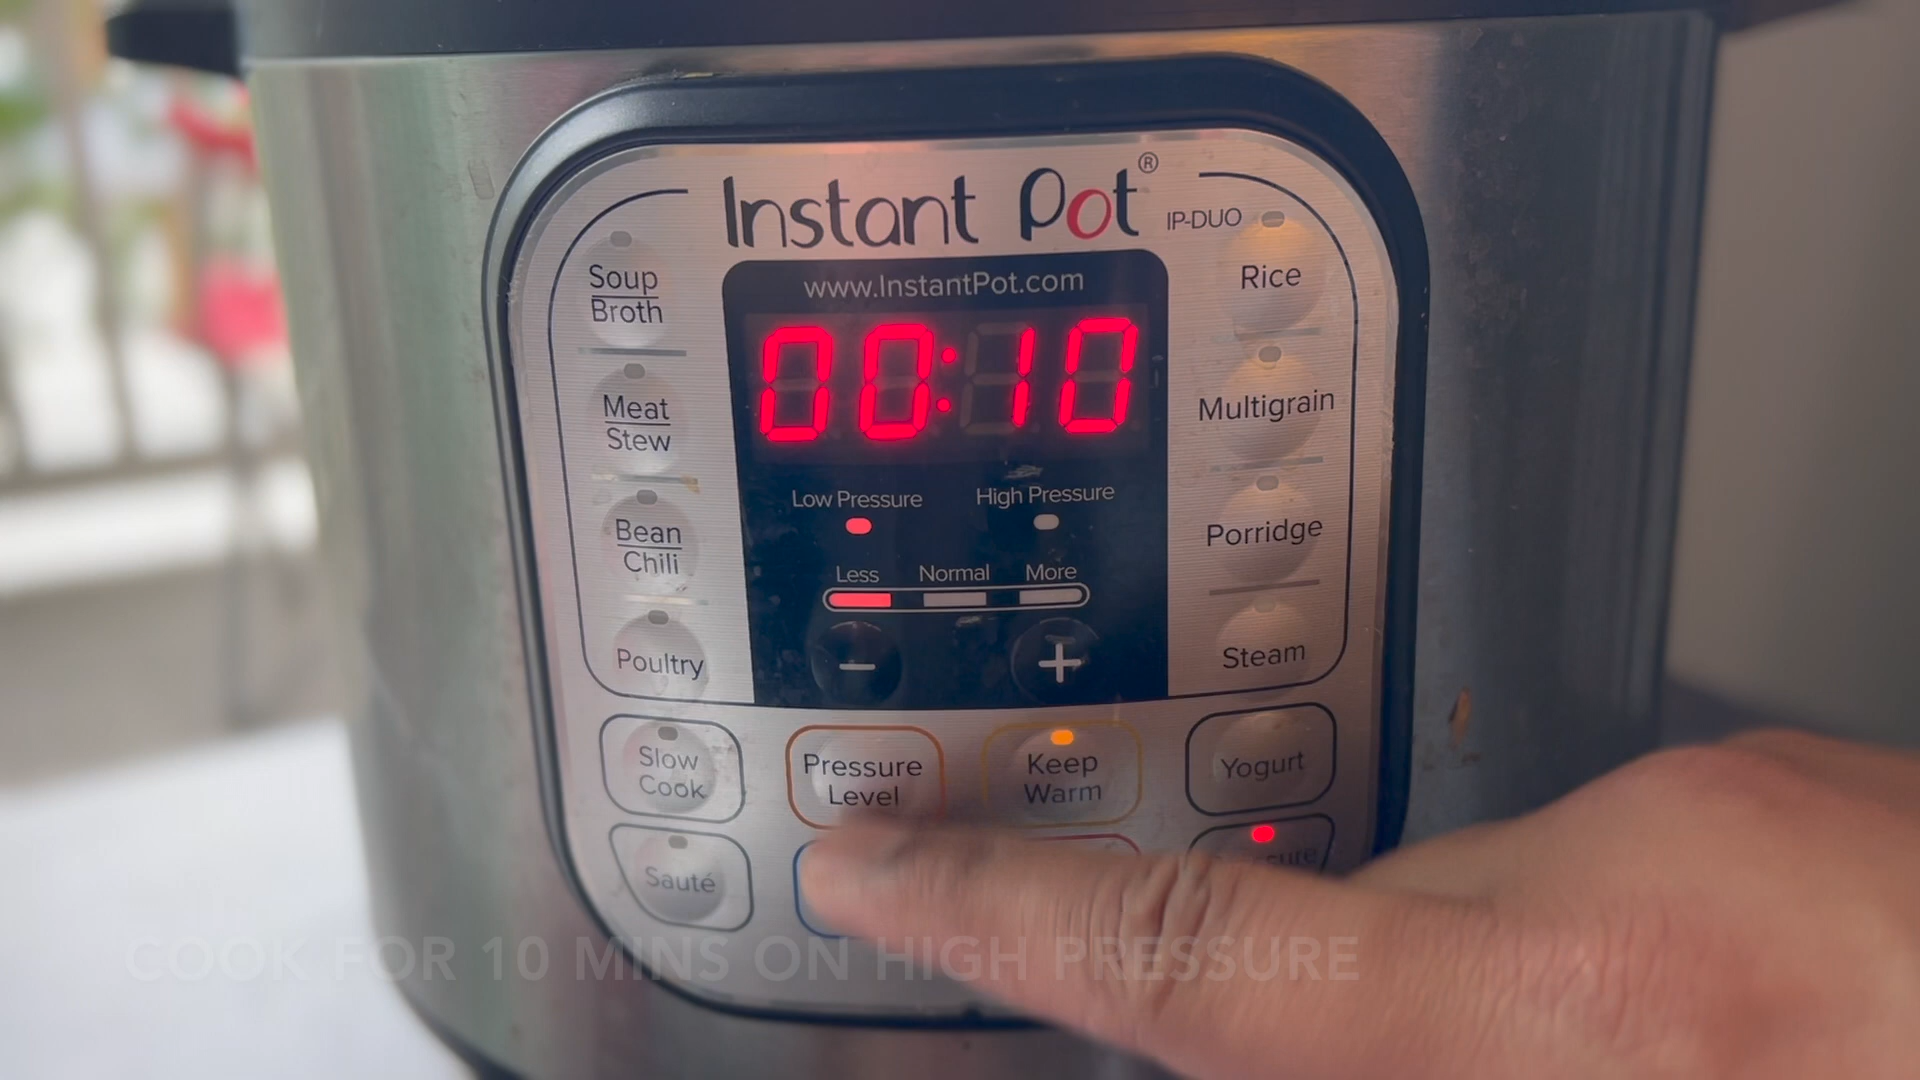 Instant Pot®
IP-DUO
www.InstantPot.com
00:10
Low Pressure
High Pressure
Less
Normal
More
−
+
Soup
Broth
Meat
Stew
Bean
Chili
Poultry
Rice
Multigrain
Porridge
Steam
Slow
Cook
Pressure
Level
Keep
Warm
Yogurt
Sauté
COOK FOR 10 MINS ON HIGH PRESSURE